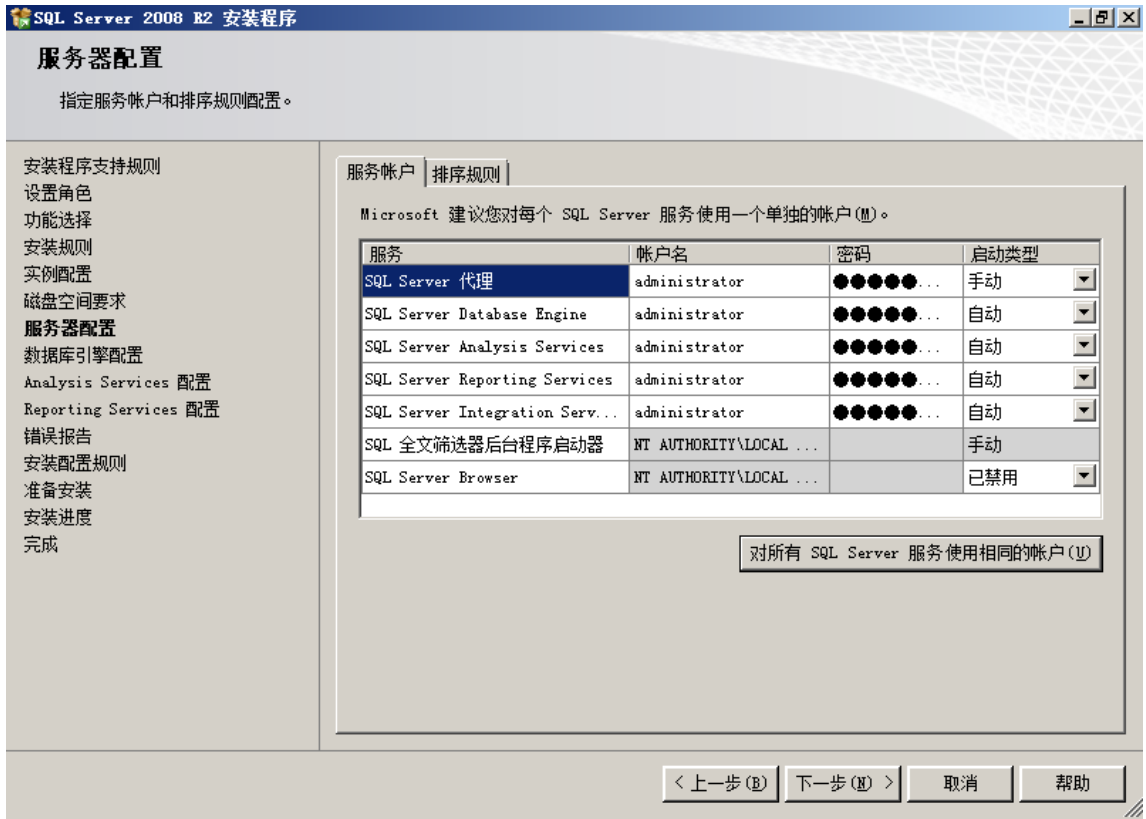 SQL Server 2008 R2 安装程序
服务器配置
指定服务帐户和排序规则配置。
安装程序支持规则
设置角色
功能选择
安装规则
实例配置
磁盘空间要求
服务器配置
数据库引擎配置
Analysis Services 配置
Reporting Services 配置
错误报告
安装配置规则
准备安装
安装进度
完成
服务帐户 排序规则
Microsoft 建议您对每个 SQL Server 服务使用一个单独的帐户(M)。
服务 帐户名 密码 启动类型
SQL Server 代理 administrator ●●●●●... 手动
SQL Server Database Engine administrator ●●●●●... 自动
SQL Server Analysis Services administrator ●●●●●... 自动
SQL Server Reporting Services administrator ●●●●●... 自动
SQL Server Integration Serv... administrator ●●●●●... 自动
SQL 全文筛选器后台程序启动器 NT AUTHORITY\LOCAL ... 手动
SQL Server Browser NT AUTHORITY\LOCAL ... 已禁用
对所有 SQL Server 服务使用相同的帐户(U)
< 上一步(B) 下一步(N) > 取消 帮助